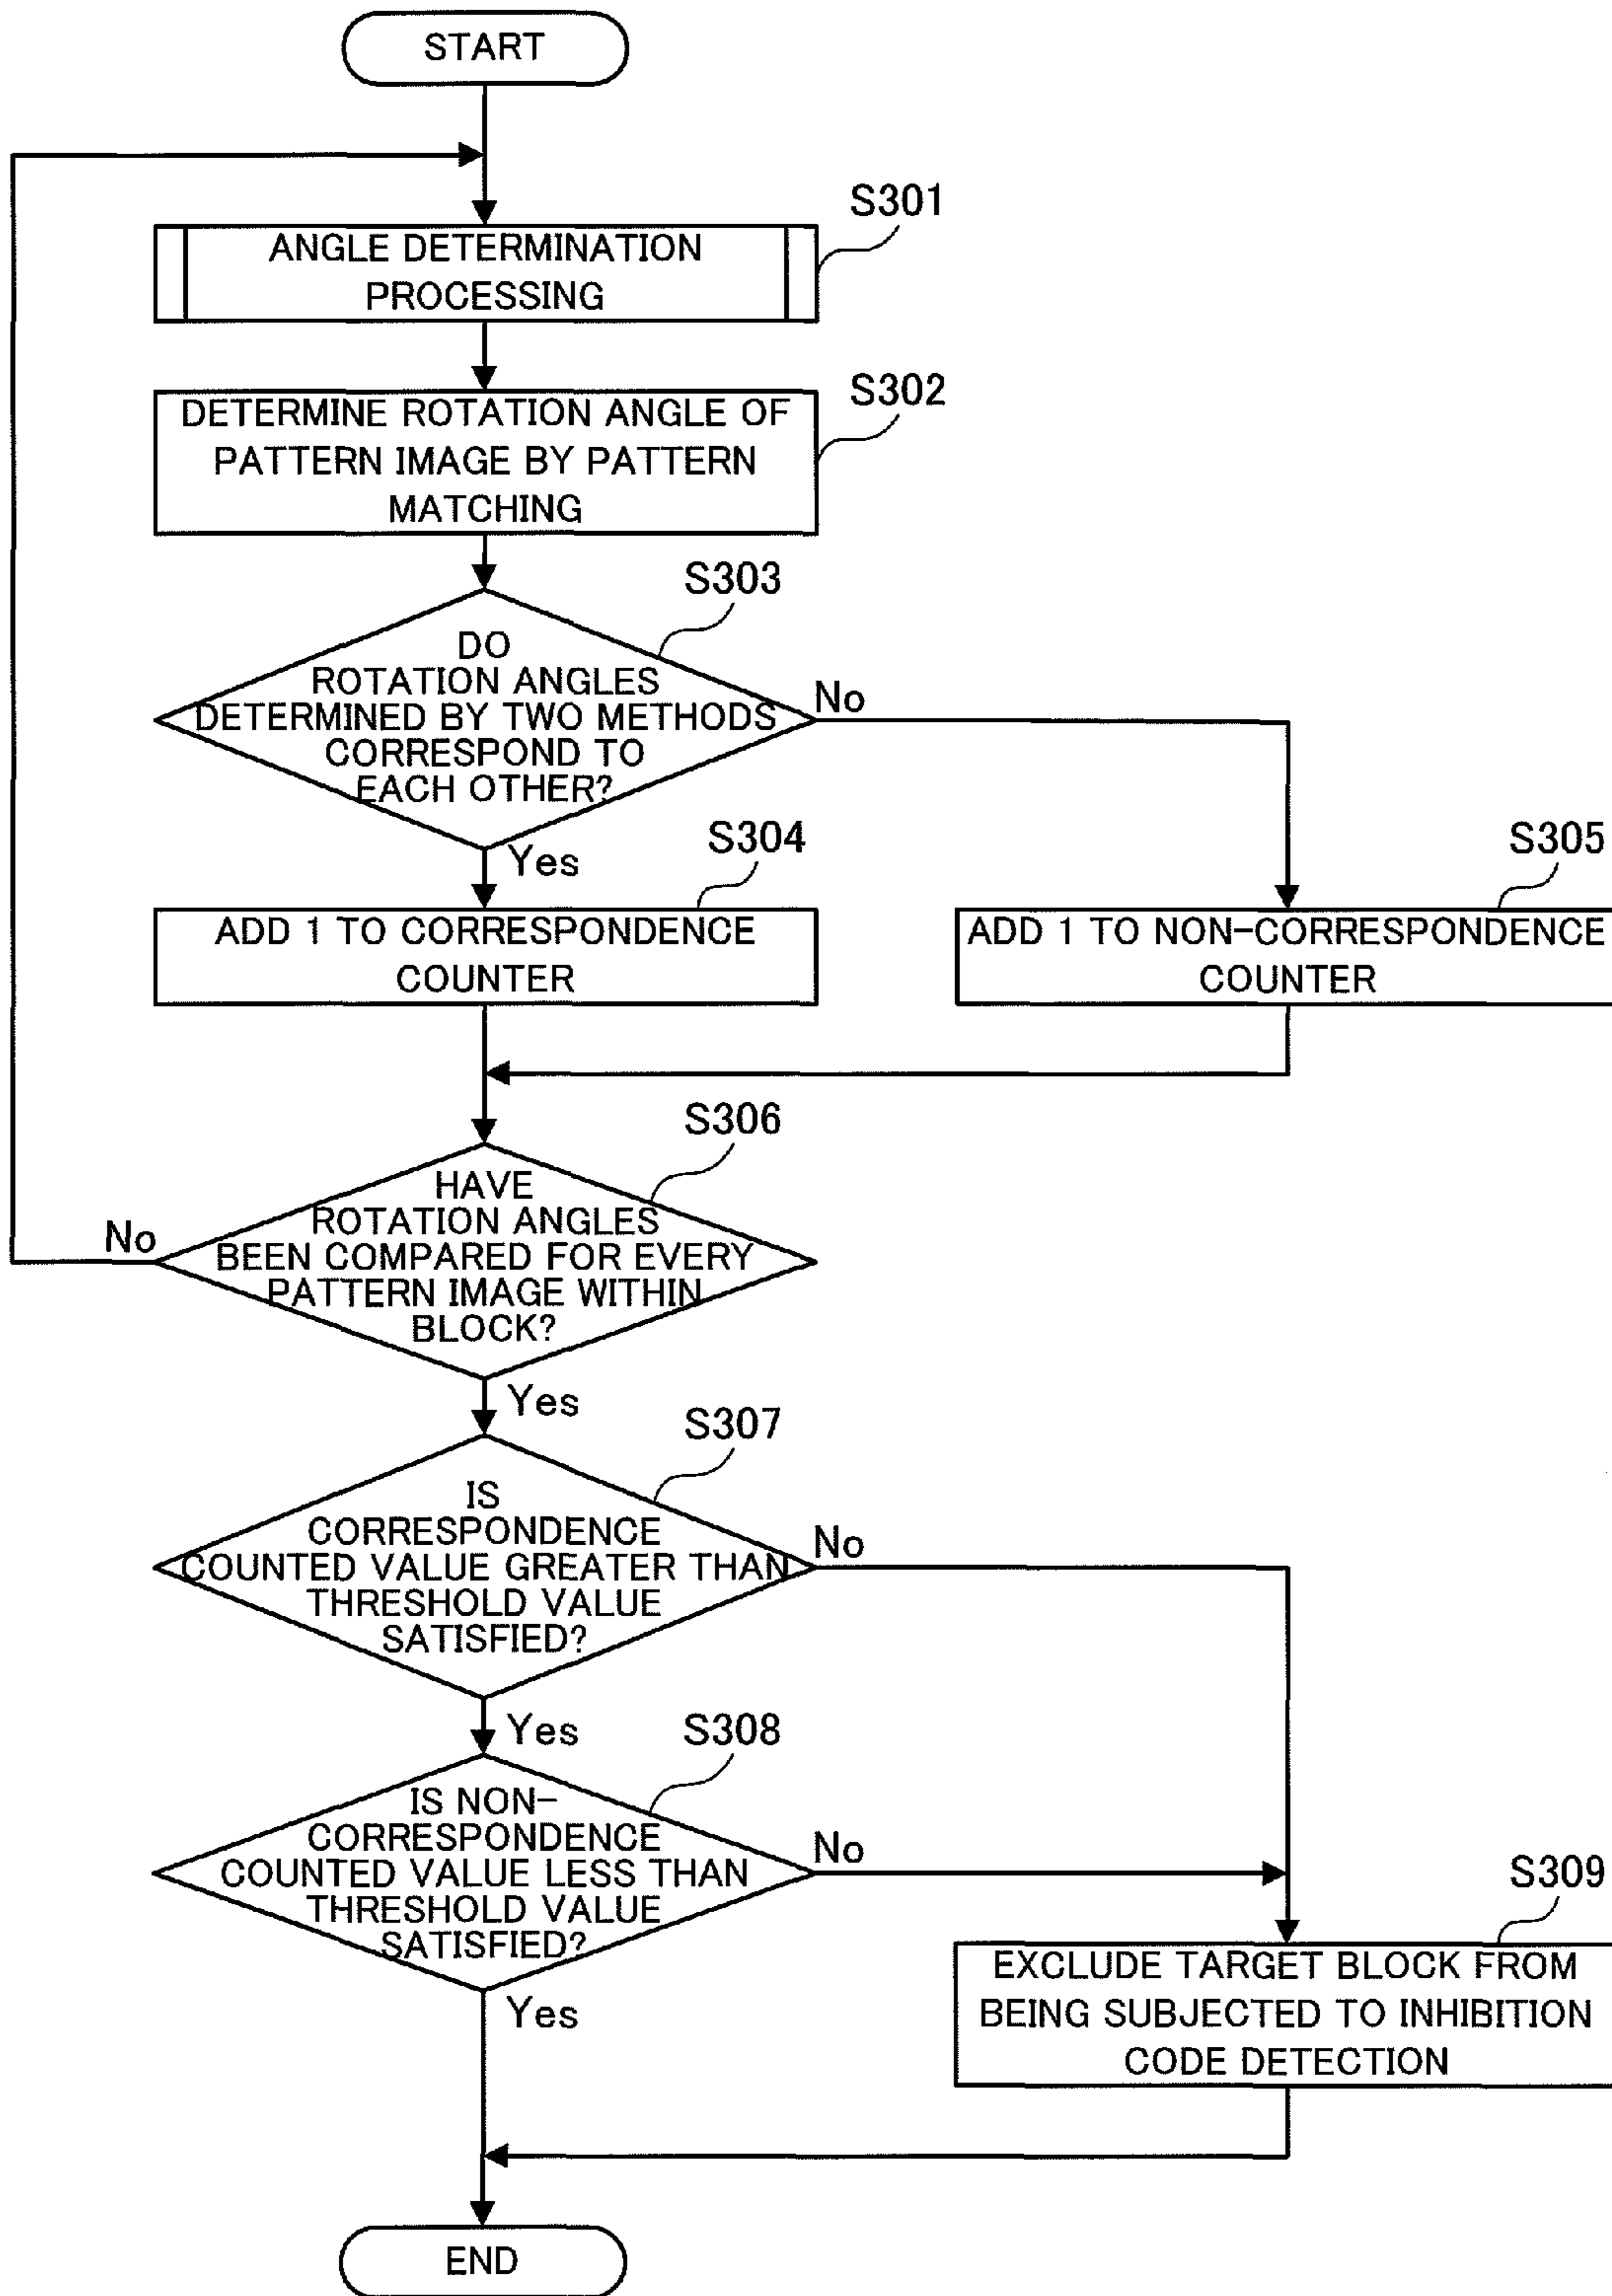 START
S301
ANGLE DETERMINATION
PROCESSING
S302
DETERMINE ROTATION ANGLE OF
PATTERN IMAGE BY PATTERN
MATCHING
S303
DO
ROTATION ANGLES
DETERMINED BY TWO METHODS
CORRESPOND TO
EACH OTHER?
No
Yes
S304
ADD 1 TO CORRESPONDENCE
COUNTER
S305
ADD 1 TO NON-CORRESPONDENCE
COUNTER
S306
HAVE
ROTATION ANGLES
BEEN COMPARED FOR EVERY
PATTERN IMAGE WITHIN
BLOCK?
No
Yes
S307
IS
CORRESPONDENCE
COUNTED VALUE GREATER THAN
THRESHOLD VALUE
SATISFIED?
No
Yes
S308
IS NON-
CORRESPONDENCE
COUNTED VALUE LESS THAN
THRESHOLD VALUE
SATISFIED?
No
Yes
S309
EXCLUDE TARGET BLOCK FROM
BEING SUBJECTED TO INHIBITION
CODE DETECTION
END